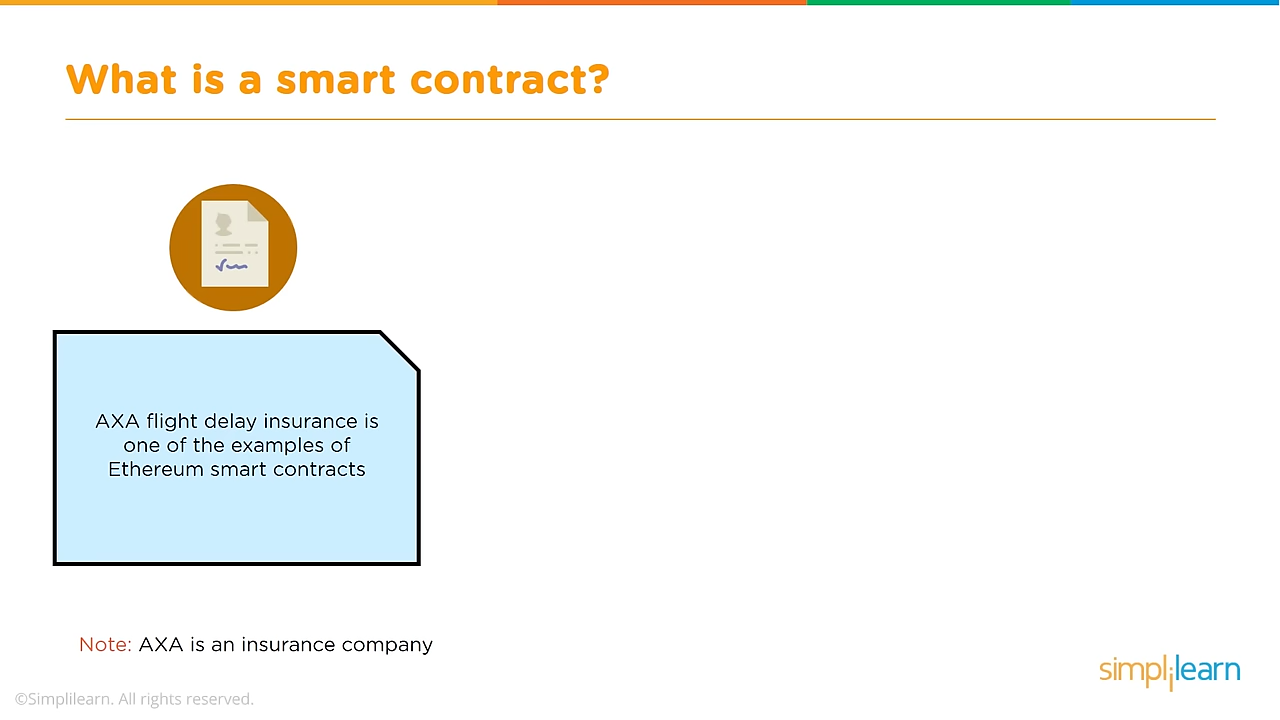 What is a smart contract?
AXA flight delay insurance is
one of the examples of
Ethereum smart contracts
Note: AXA is an insurance company
simplilearn
©Simplilearn. All rights reserved.